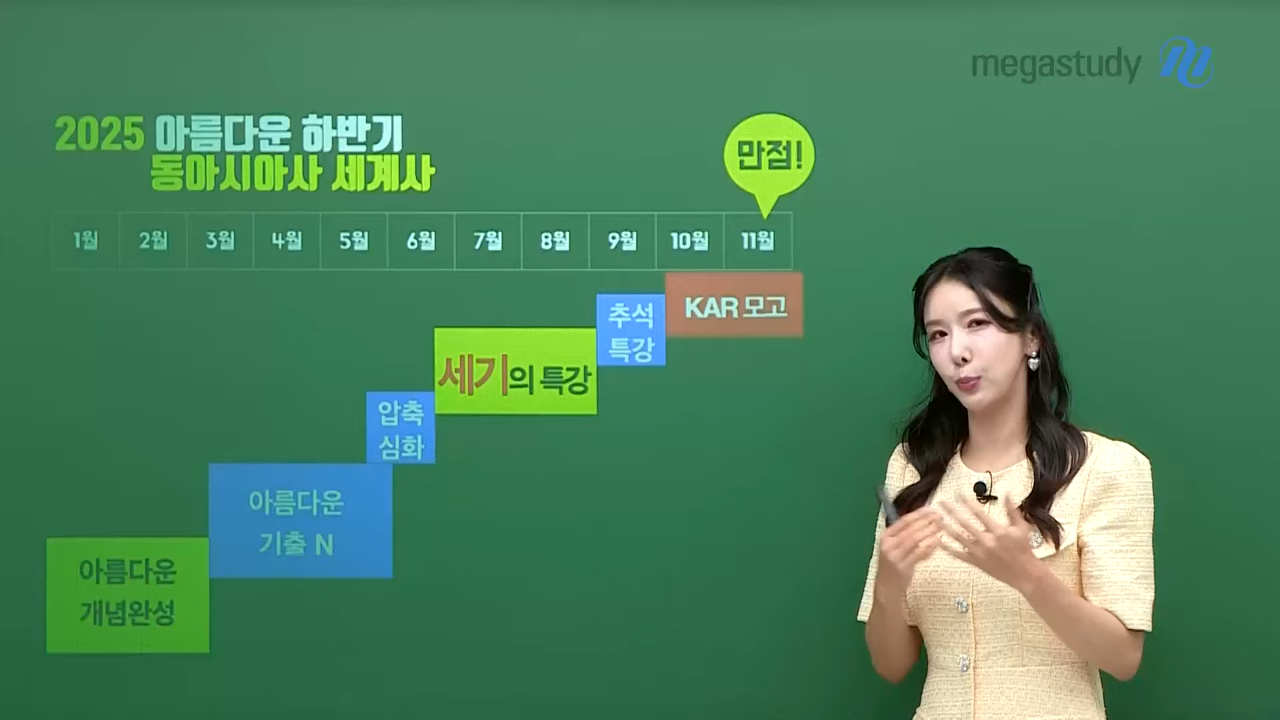 megastudy
2025 아름다운 하반기
동아시아사 세계사
만점!
1월 2월 3월 4월 5월 6월 7월 8월 9월 10월 11월
KAR 모고
추석
특강
세기의 특강
압축
심화
아름다운
기출 N
아름다운
개념완성